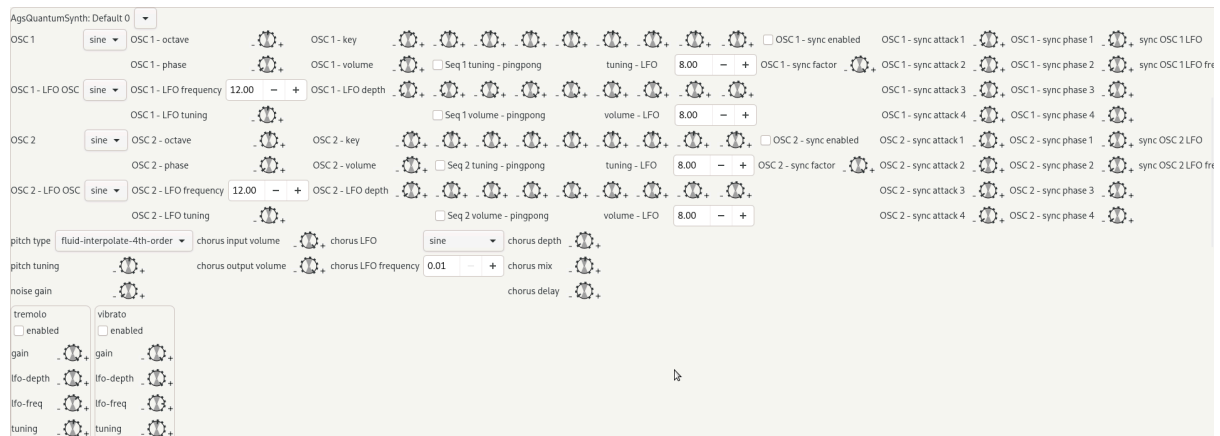 AgsQuantumSynth: Default 0
OSC 1 sine OSC 1 - octave OSC 1 - key OSC 1 - sync enabled OSC 1 - sync attack 1 OSC 1 - sync phase 1 sync OSC 1 LFO
OSC 1 - phase OSC 1 - volume Seq 1 tuning - pingpong tuning - LFO 8.00 − + OSC 1 - sync factor OSC 1 - sync attack 2 OSC 1 - sync phase 2 sync OSC 1 LFO fre
OSC 1 - LFO OSC sine OSC 1 - LFO frequency 12.00 − + OSC 1 - LFO depth OSC 1 - sync attack 3 OSC 1 - sync phase 3
OSC 1 - LFO tuning Seq 1 volume - pingpong volume - LFO 8.00 − + OSC 1 - sync attack 4 OSC 1 - sync phase 4
OSC 2 sine OSC 2 - octave OSC 2 - key OSC 2 - sync enabled OSC 2 - sync attack 1 OSC 2 - sync phase 1 sync OSC 2 LFO
OSC 2 - phase OSC 2 - volume Seq 2 tuning - pingpong tuning - LFO 8.00 − + OSC 2 - sync factor OSC 2 - sync attack 2 OSC 2 - sync phase 2 sync OSC 2 LFO fre
OSC 2 - LFO OSC sine OSC 2 - LFO frequency 12.00 − + OSC 2 - LFO depth OSC 2 - sync attack 3 OSC 2 - sync phase 3
OSC 2 - LFO tuning Seq 2 volume - pingpong volume - LFO 8.00 − + OSC 2 - sync attack 4 OSC 2 - sync phase 4
pitch type fluid-interpolate-4th-order chorus input volume chorus LFO sine chorus depth
pitch tuning chorus output volume chorus LFO frequency 0.01 − + chorus mix
noise gain chorus delay
tremolo vibrato
enabled enabled
gain gain
lfo-depth lfo-depth
lfo-freq lfo-freq
tuning tuning